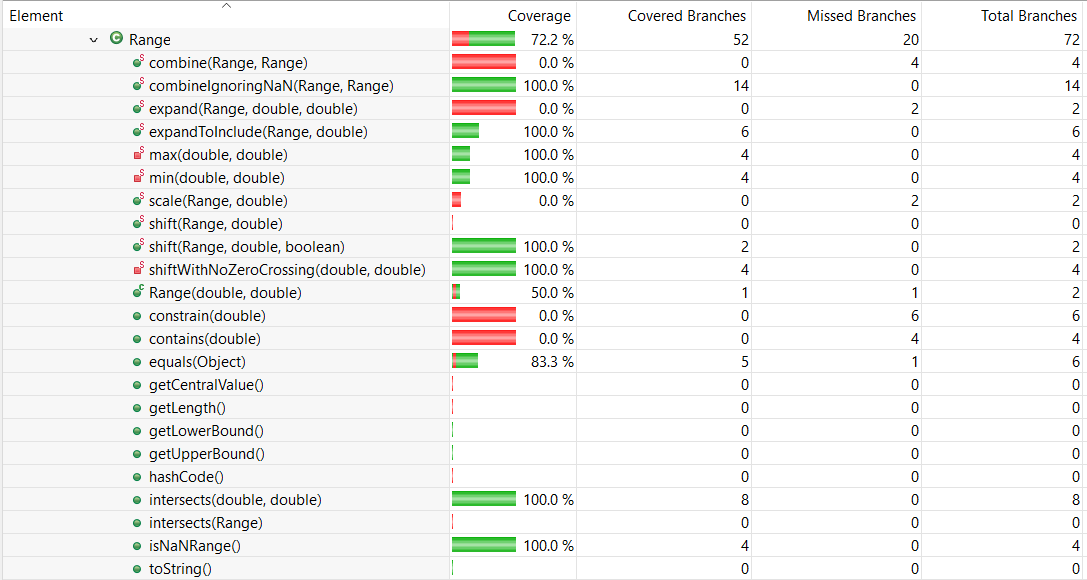 Element Coverage Covered Branches Missed Branches Total Branches
C Range 72.2 % 52 20 72
S combine(Range, Range) 0.0 % 0 4 4
S combineIgnoringNaN(Range, Range) 100.0 % 14 0 14
S expand(Range, double, double) 0.0 % 0 2 2
S expandToInclude(Range, double) 100.0 % 6 0 6
S max(double, double) 100.0 % 4 0 4
S min(double, double) 100.0 % 4 0 4
S scale(Range, double) 0.0 % 0 2 2
S shift(Range, double) 0 0 0
S shift(Range, double, boolean) 100.0 % 2 0 2
S shiftWithNoZeroCrossing(double, double) 100.0 % 4 0 4
C Range(double, double) 50.0 % 1 1 2
constrain(double) 0.0 % 0 6 6
contains(double) 0.0 % 0 4 4
equals(Object) 83.3 % 5 1 6
getCentralValue() 0 0 0
getLength() 0 0 0
getLowerBound() 0 0 0
getUpperBound() 0 0 0
hashCode() 0 0 0
intersects(double, double) 100.0 % 8 0 8
intersects(Range) 0 0 0
isNaNRange() 100.0 % 4 0 4
toString() 0 0 0